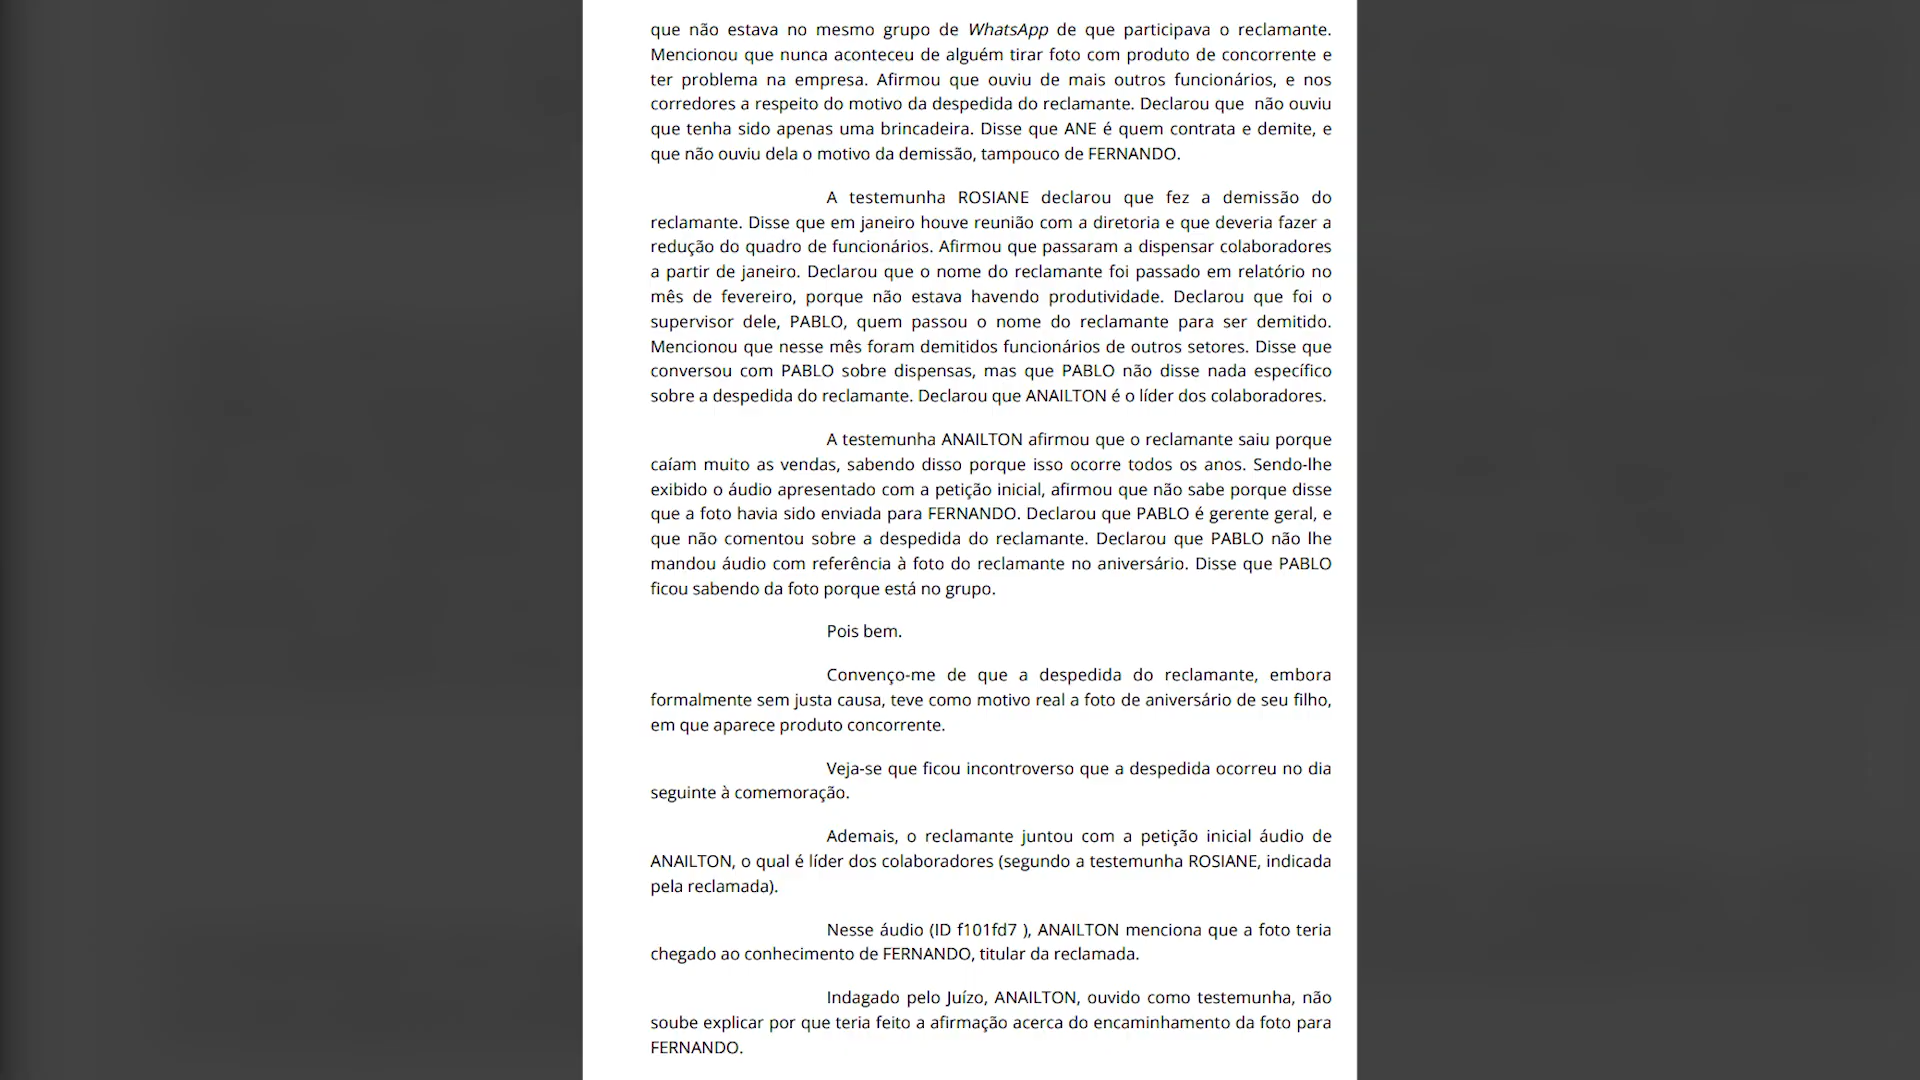 que não estava no mesmo grupo de WhatsApp de que participava o reclamante.
Mencionou que nunca aconteceu de alguém tirar foto com produto de concorrente e
ter problema na empresa. Afirmou que ouviu de mais outros funcionários, e nos
corredores a respeito do motivo da despedida do reclamante. Declarou que não ouviu
que tenha sido apenas uma brincadeira. Disse que ANE é quem contrata e demite, e
que não ouviu dela o motivo da demissão, tampouco de FERNANDO.
A testemunha ROSIANE declarou que fez a demissão do
reclamante. Disse que em janeiro houve reunião com a diretoria e que deveria fazer a
redução do quadro de funcionários. Afirmou que passaram a dispensar colaboradores
a partir de janeiro. Declarou que o nome do reclamante foi passado em relatório no
mês de fevereiro, porque não estava havendo produtividade. Declarou que foi o
supervisor dele, PABLO, quem passou o nome do reclamante para ser demitido.
Mencionou que nesse mês foram demitidos funcionários de outros setores. Disse que
conversou com PABLO sobre dispensas, mas que PABLO não disse nada específico
sobre a despedida do reclamante. Declarou que ANAILTON é o líder dos colaboradores.
A testemunha ANAILTON afirmou que o reclamante saiu porque
caíam muito as vendas, sabendo disso porque isso ocorre todos os anos. Sendo-lhe
exibido o áudio apresentado com a petição inicial, afirmou que não sabe porque disse
que a foto havia sido enviada para FERNANDO. Declarou que PABLO é gerente geral, e
que não comentou sobre a despedida do reclamante. Declarou que PABLO não lhe
mandou áudio com referência à foto do reclamante no aniversário. Disse que PABLO
ficou sabendo da foto porque está no grupo.
Pois bem.
Convenço-me de que a despedida do reclamante, embora
formalmente sem justa causa, teve como motivo real a foto de aniversário de seu filho,
em que aparece produto concorrente.
Veja-se que ficou incontroverso que a despedida ocorreu no dia
seguinte à comemoração.
Ademais, o reclamante juntou com a petição inicial áudio de
ANAILTON, o qual é líder dos colaboradores (segundo a testemunha ROSIANE, indicada
pela reclamada).
Nesse áudio (ID f101fd7 ), ANAILTON menciona que a foto teria
chegado ao conhecimento de FERNANDO, titular da reclamada.
Indagado pelo Juízo, ANAILTON, ouvido como testemunha, não
soube explicar por que teria feito a afirmação acerca do encaminhamento da foto para
FERNANDO.